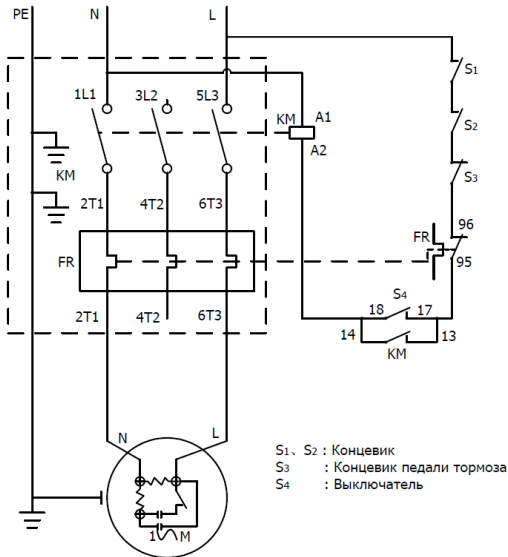 PE N L
S1
1L1 3L2 5L3
KM A1
S2
A2
KM
S3
2T1 4T2 6T3
96
FR
FR
95
S4
2T1 4T2 6T3
18 17
14 13
KM
N L
S1、S2 : Концевик
S3 : Концевик педали тормоза
S4 : Выключатель
1 M